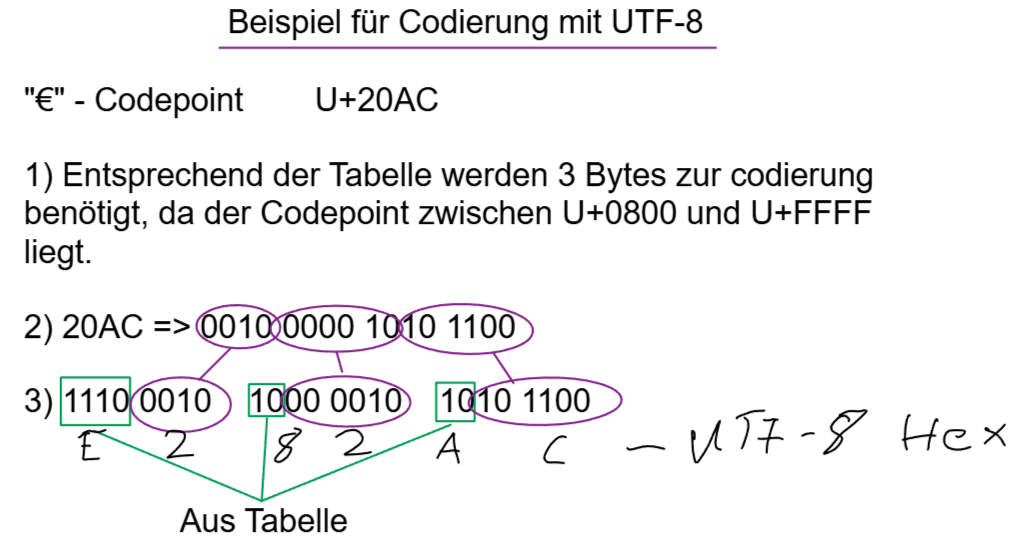 Beispiel für Codierung mit UTF-8
"€" - Codepoint U+20AC
1) Entsprechend der Tabelle werden 3 Bytes zur codierung
benötigt, da der Codepoint zwischen U+0800 und U+FFFF
liegt.
2) 20AC => 0010 0000 1010 1100
3) 1110 0010 1000 0010 1010 1100
E 2 8 2 A C - UTF-8 Hex
Aus Tabelle